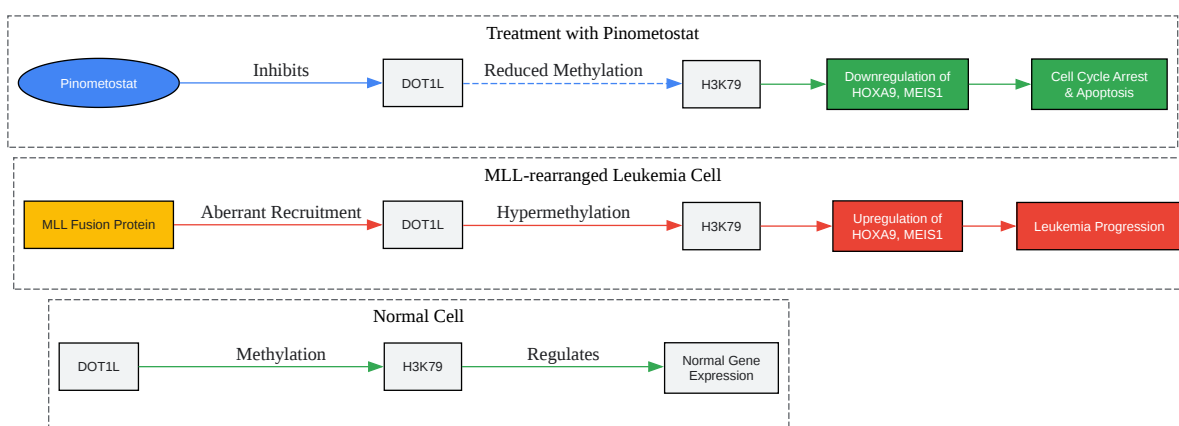 Treatment with Pinometostat
Pinometostat
Inhibits
DOT1L
Reduced Methylation
H3K79
Downregulation of
HOXA9, MEIS1
Cell Cycle Arrest
& Apoptosis
MLL-rearranged Leukemia Cell
MLL Fusion Protein
Aberrant Recruitment
DOT1L
Hypermethylation
H3K79
Upregulation of
HOXA9, MEIS1
Leukemia Progression
Normal Cell
DOT1L
Methylation
H3K79
Regulates
Normal Gene
Expression